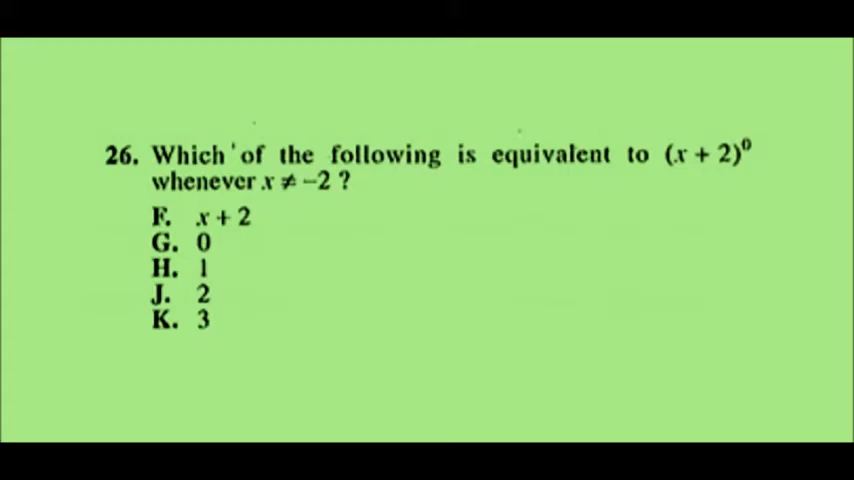 26. Which of the following is equivalent to (x + 2)⁰
whenever x ≠ −2 ?
F. x + 2
G. 0
H. 1
J. 2
K. 3